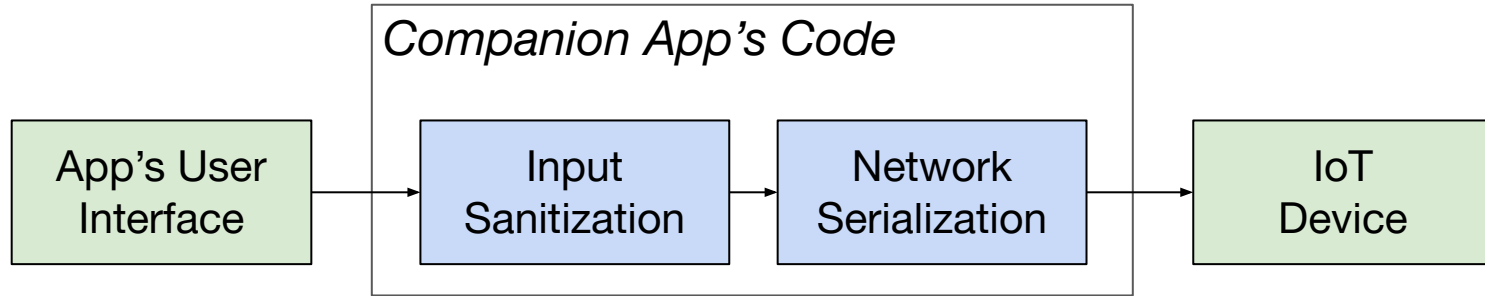 Companion App's Code
App's User
Interface
Input
Sanitization
Network
Serialization
IoT
Device